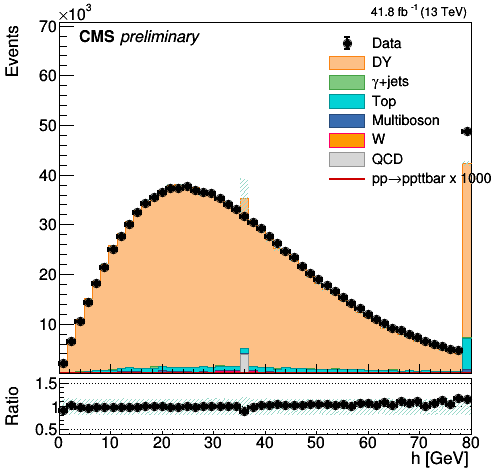 ×10³
41.8 fb⁻¹ (13 TeV)
CMS preliminary
Events
70
60
50
40
30
20
10
Data
DY
γ+jets
Top
Multiboson
W
QCD
pp→ppttbar x 1000
Ratio
1.5
1
0.5
0 10 20 30 40 50 60 70 80
h [GeV]